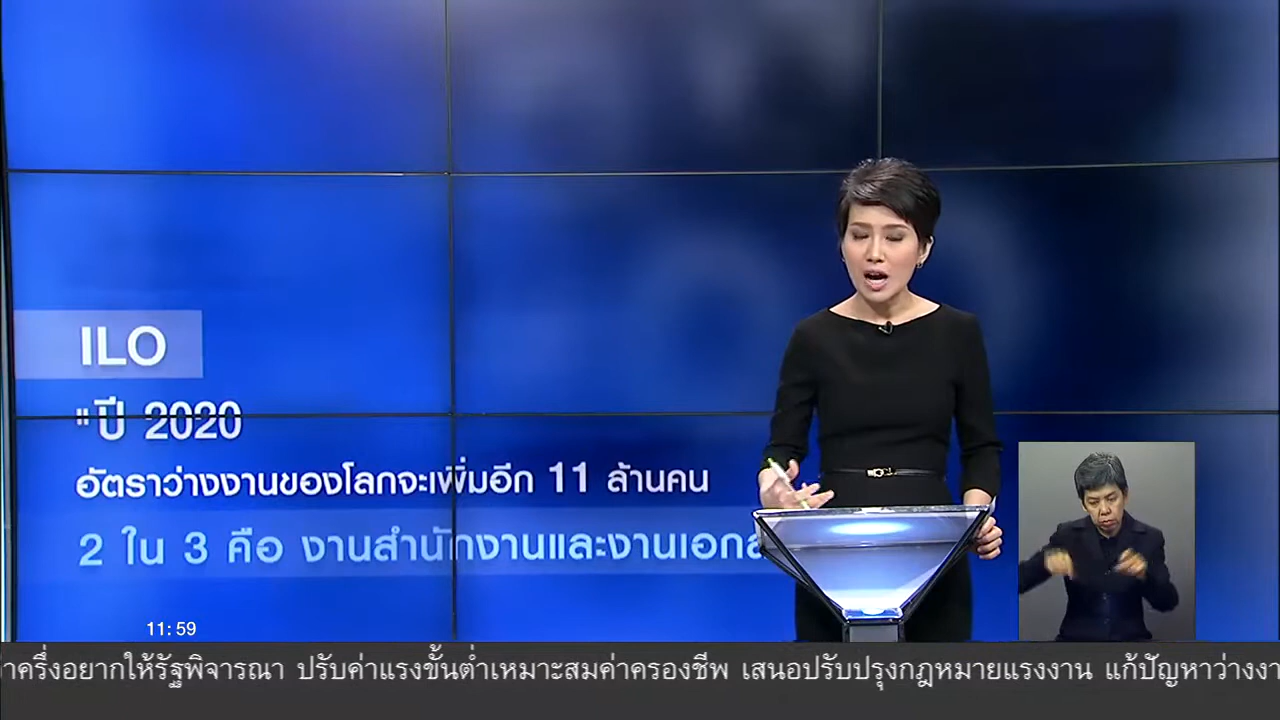 ILO
"ปี 2020
อัตราว่างงานของโลกจะเพิ่มอีก 11 ล้านคน
2 ใน 3 คือ งานสำนักงานและงานเอก
11:59
ครึ่งอยากให้รัฐพิจารณา ปรับค่าแรงขั้นต่ำเหมาะสมค่าครองชีพ เสนอปรับปรุงกฎหมายแรงงาน แก้ปัญหาว่างงา